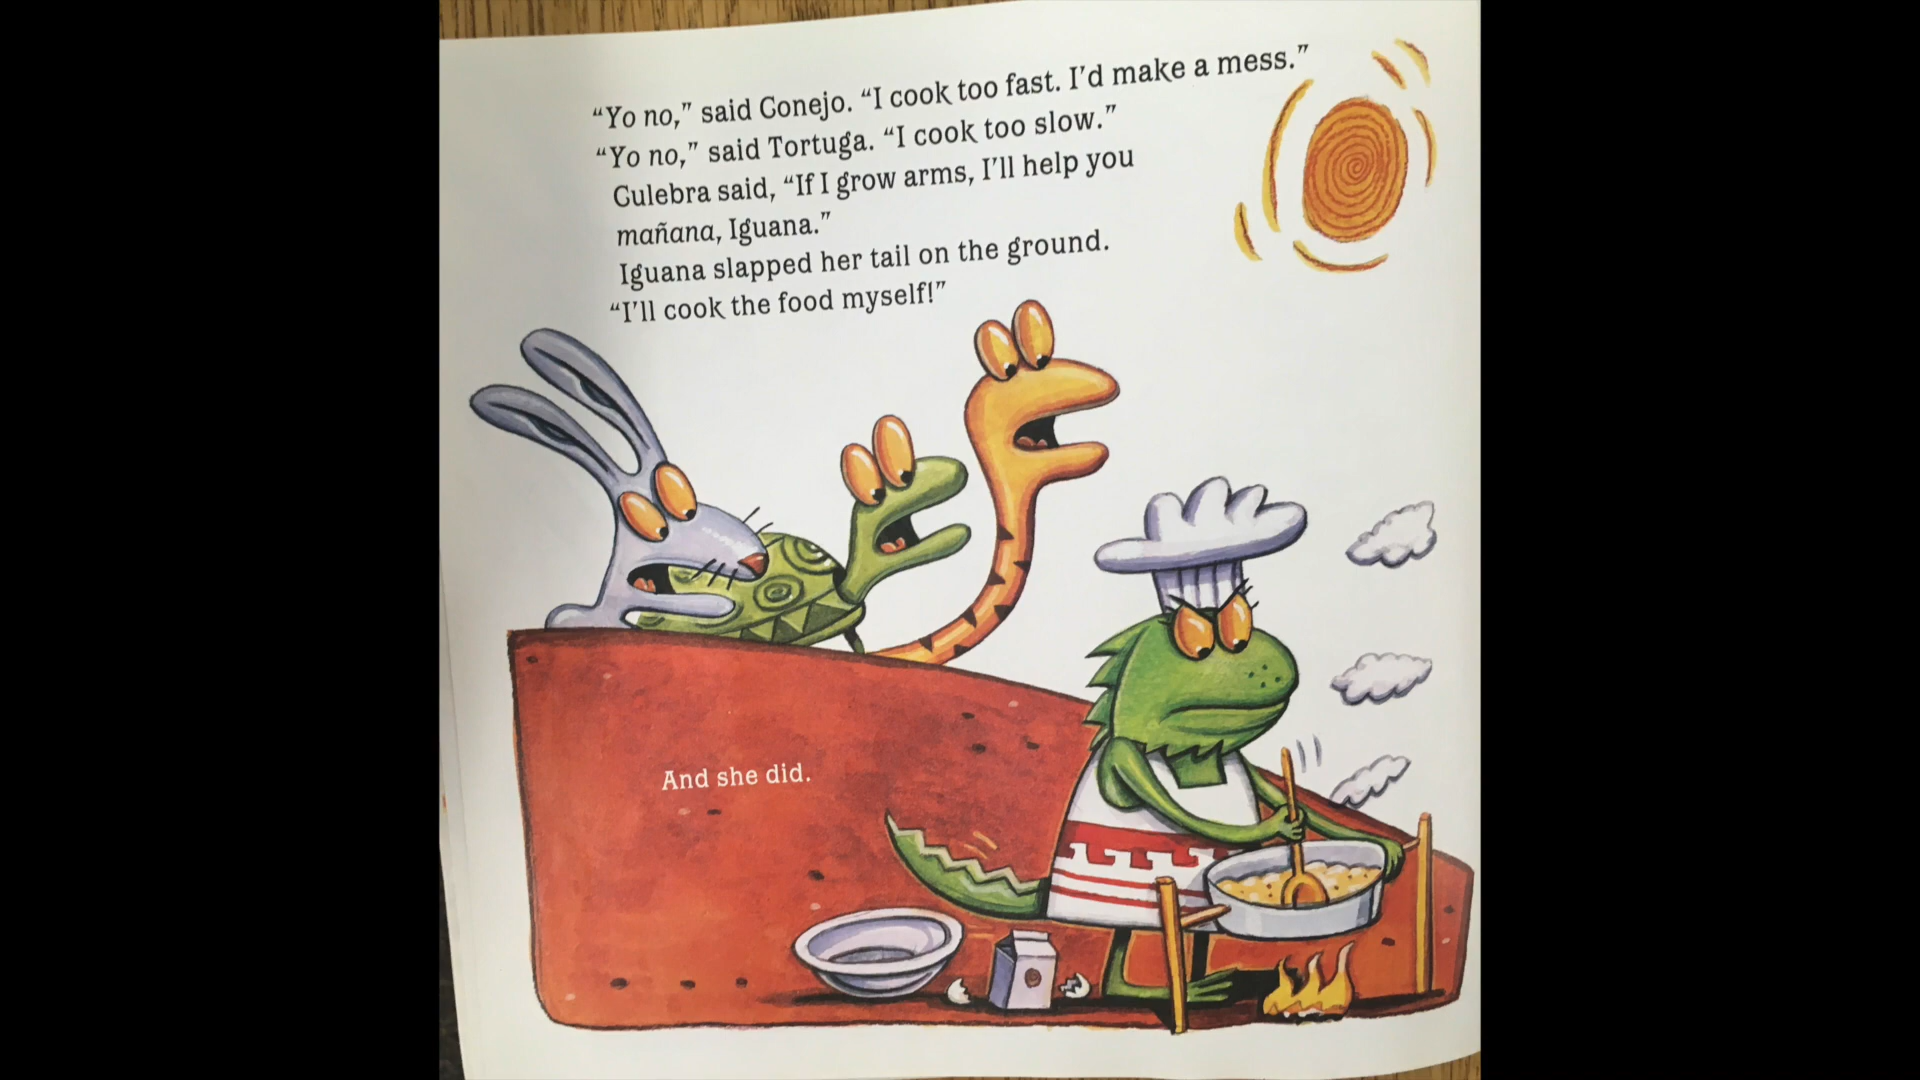 “Yo no,” said Conejo. “I cook too fast. I’d make a mess.”
“Yo no,” said Tortuga. “I cook too slow.”
Culebra said, “If I grow arms, I’ll help you
mañana, Iguana.”
Iguana slapped her tail on the ground.
“I’ll cook the food myself!”
And she did.